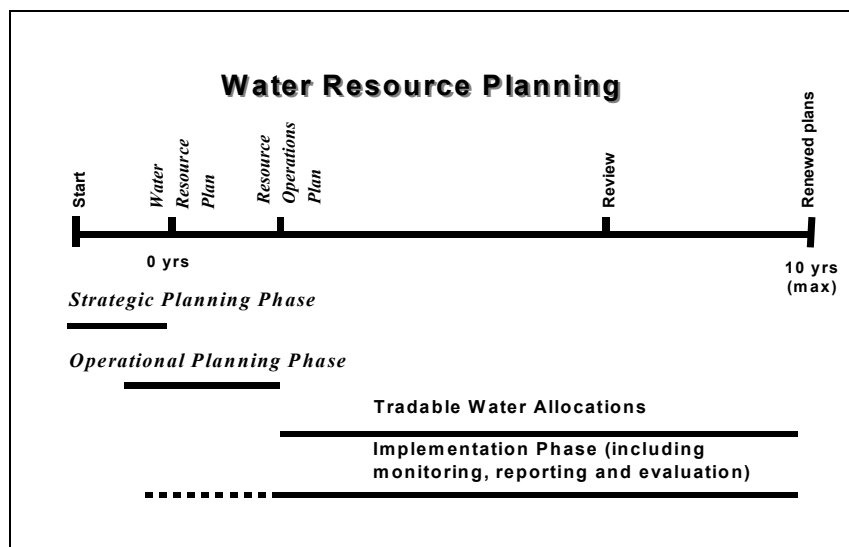 Water Resource Planning
Start
Water
Resource
Plan
Resource
Operations
Plan
Review
Renewed plans
0 yrs
10 yrs
(max)
Strategic Planning Phase
Operational Planning Phase
Tradable Water Allocations
Implementation Phase (including
monitoring, reporting and evaluation)